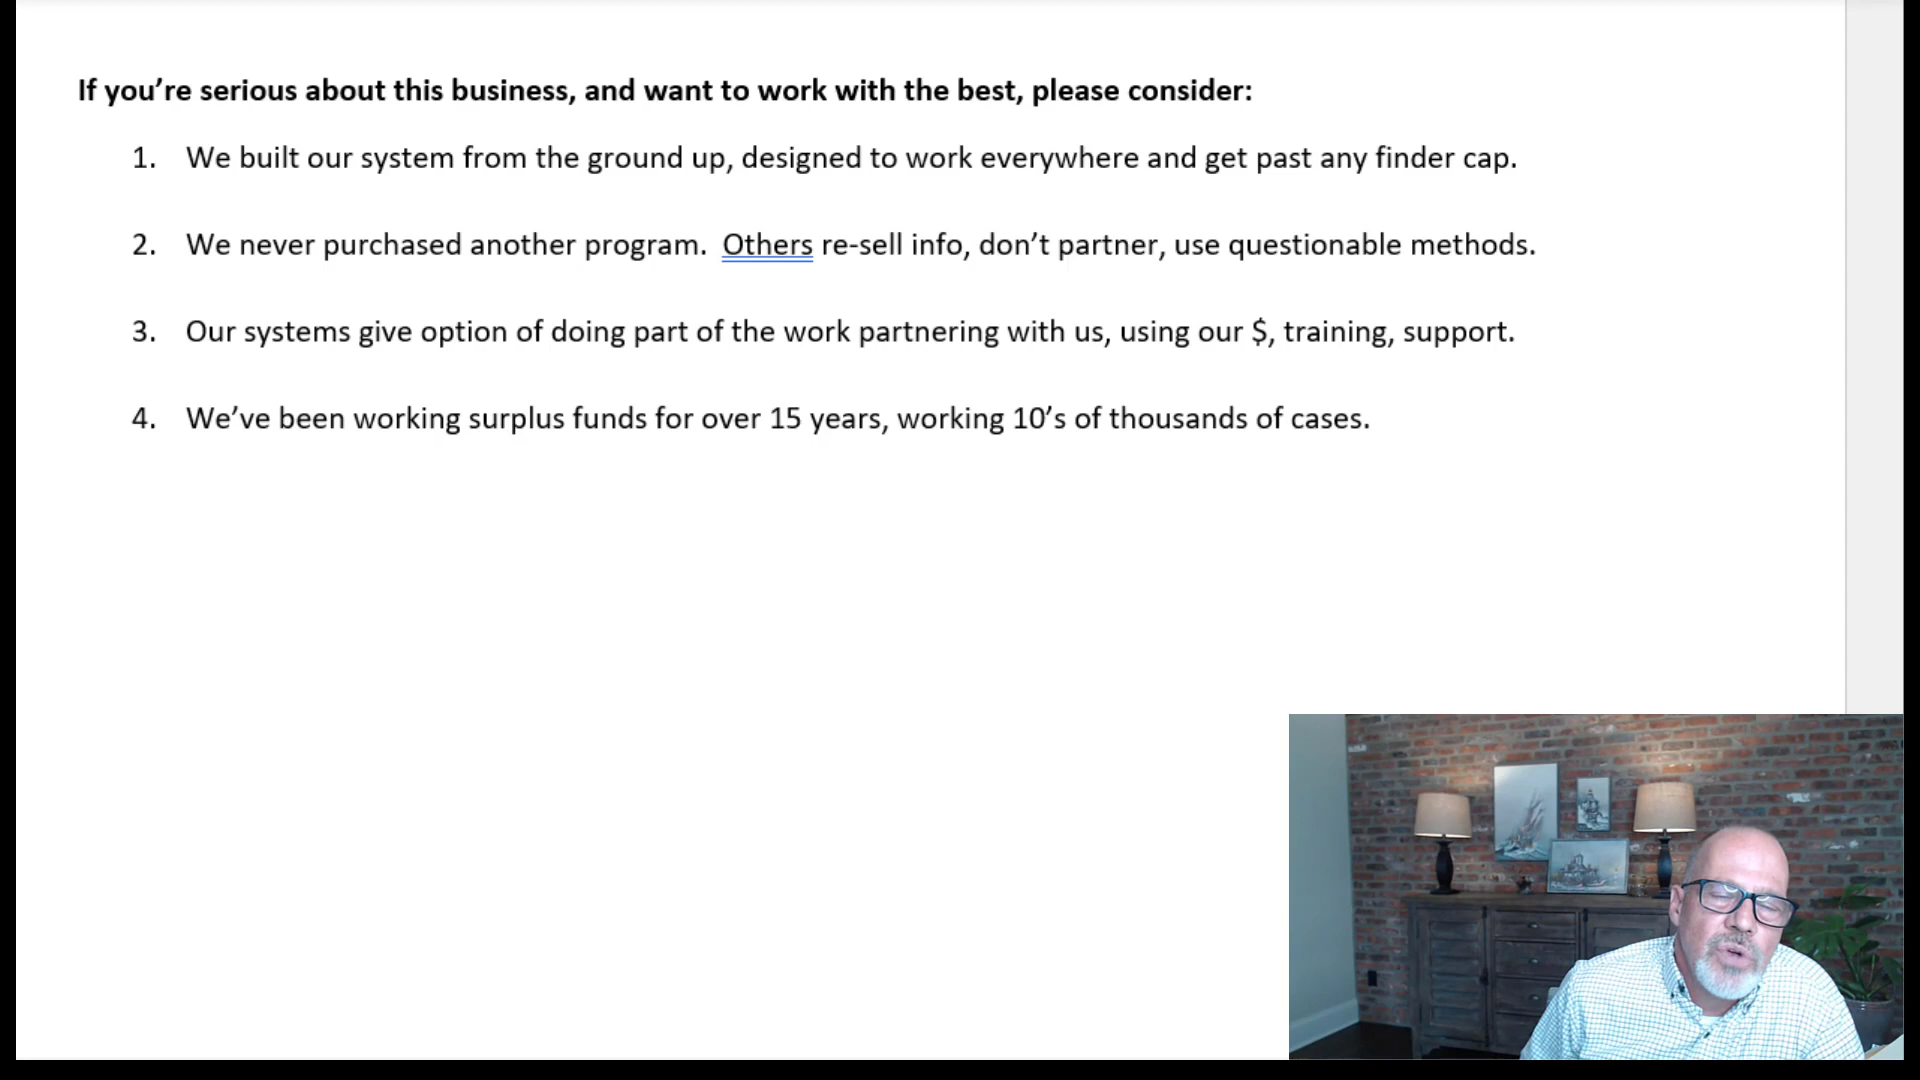 If you’re serious about this business, and want to work with the best, please consider:
1. We built our system from the ground up, designed to work everywhere and get past any finder cap.
2. We never purchased another program.  Others re-sell info, don’t partner, use questionable methods.
3. Our systems give option of doing part of the work partnering with us, using our $, training, support.
4. We’ve been working surplus funds for over 15 years, working 10’s of thousands of cases.